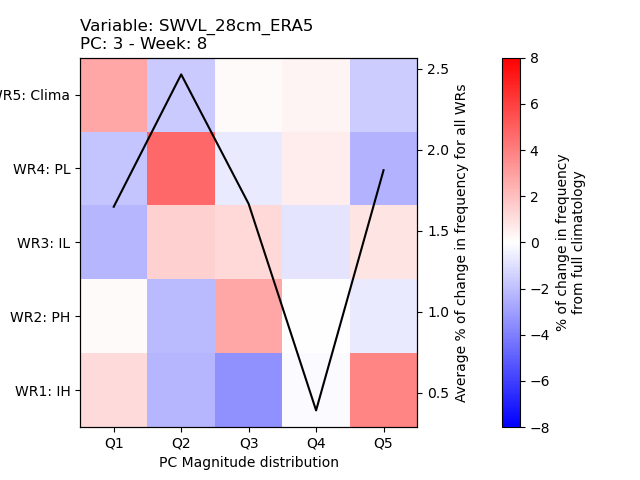 Variable: SWVL_28cm_ERA5
PC: 3 - Week: 8
WR5: Clima
WR4: PL
WR3: IL
WR2: PH
WR1: IH
Q1 Q2 Q3 Q4 Q5
PC Magnitude distribution
2.5
2.0
1.5
1.0
0.5
Average % of change in frequency for all WRs
8
6
4
2
0
−2
−4
−6
−8
% of change in frequency
from full climatology